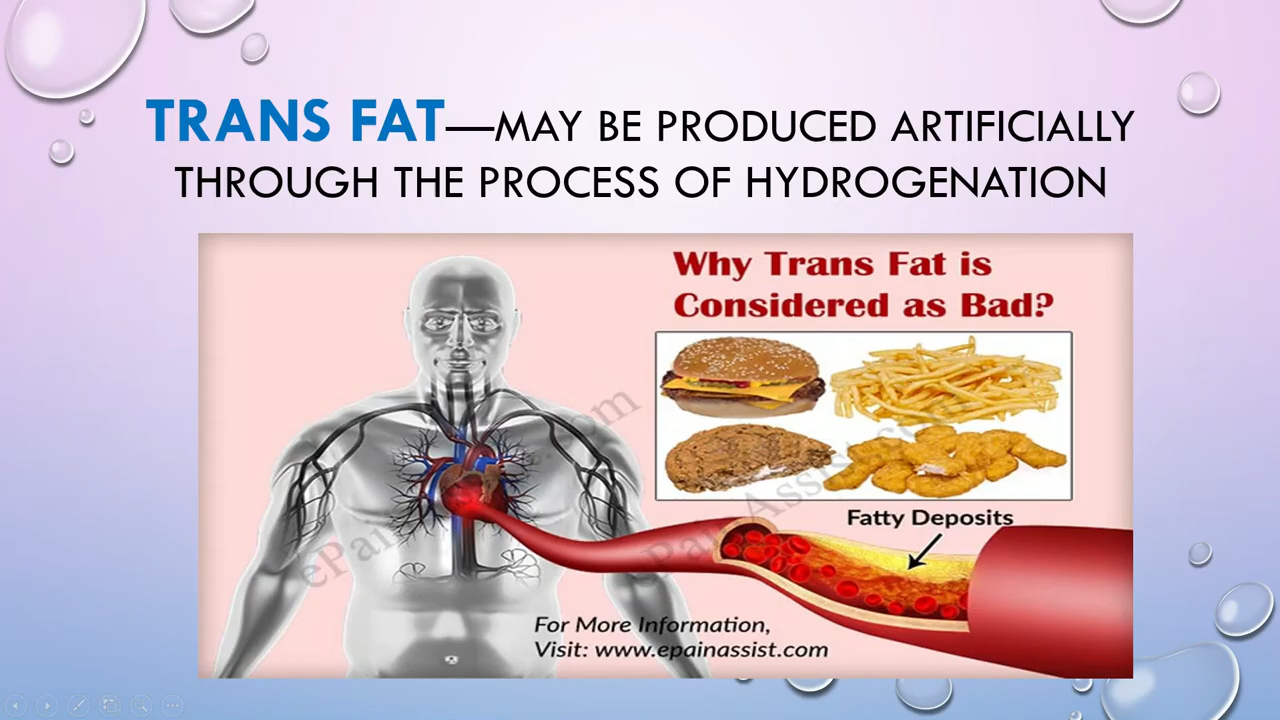 TRANS FAT—MAY BE PRODUCED ARTIFICIALLY
THROUGH THE PROCESS OF HYDROGENATION
Why Trans Fat is
Considered as Bad?
Fatty Deposits
For More Information,
Visit: www.epainassist.com